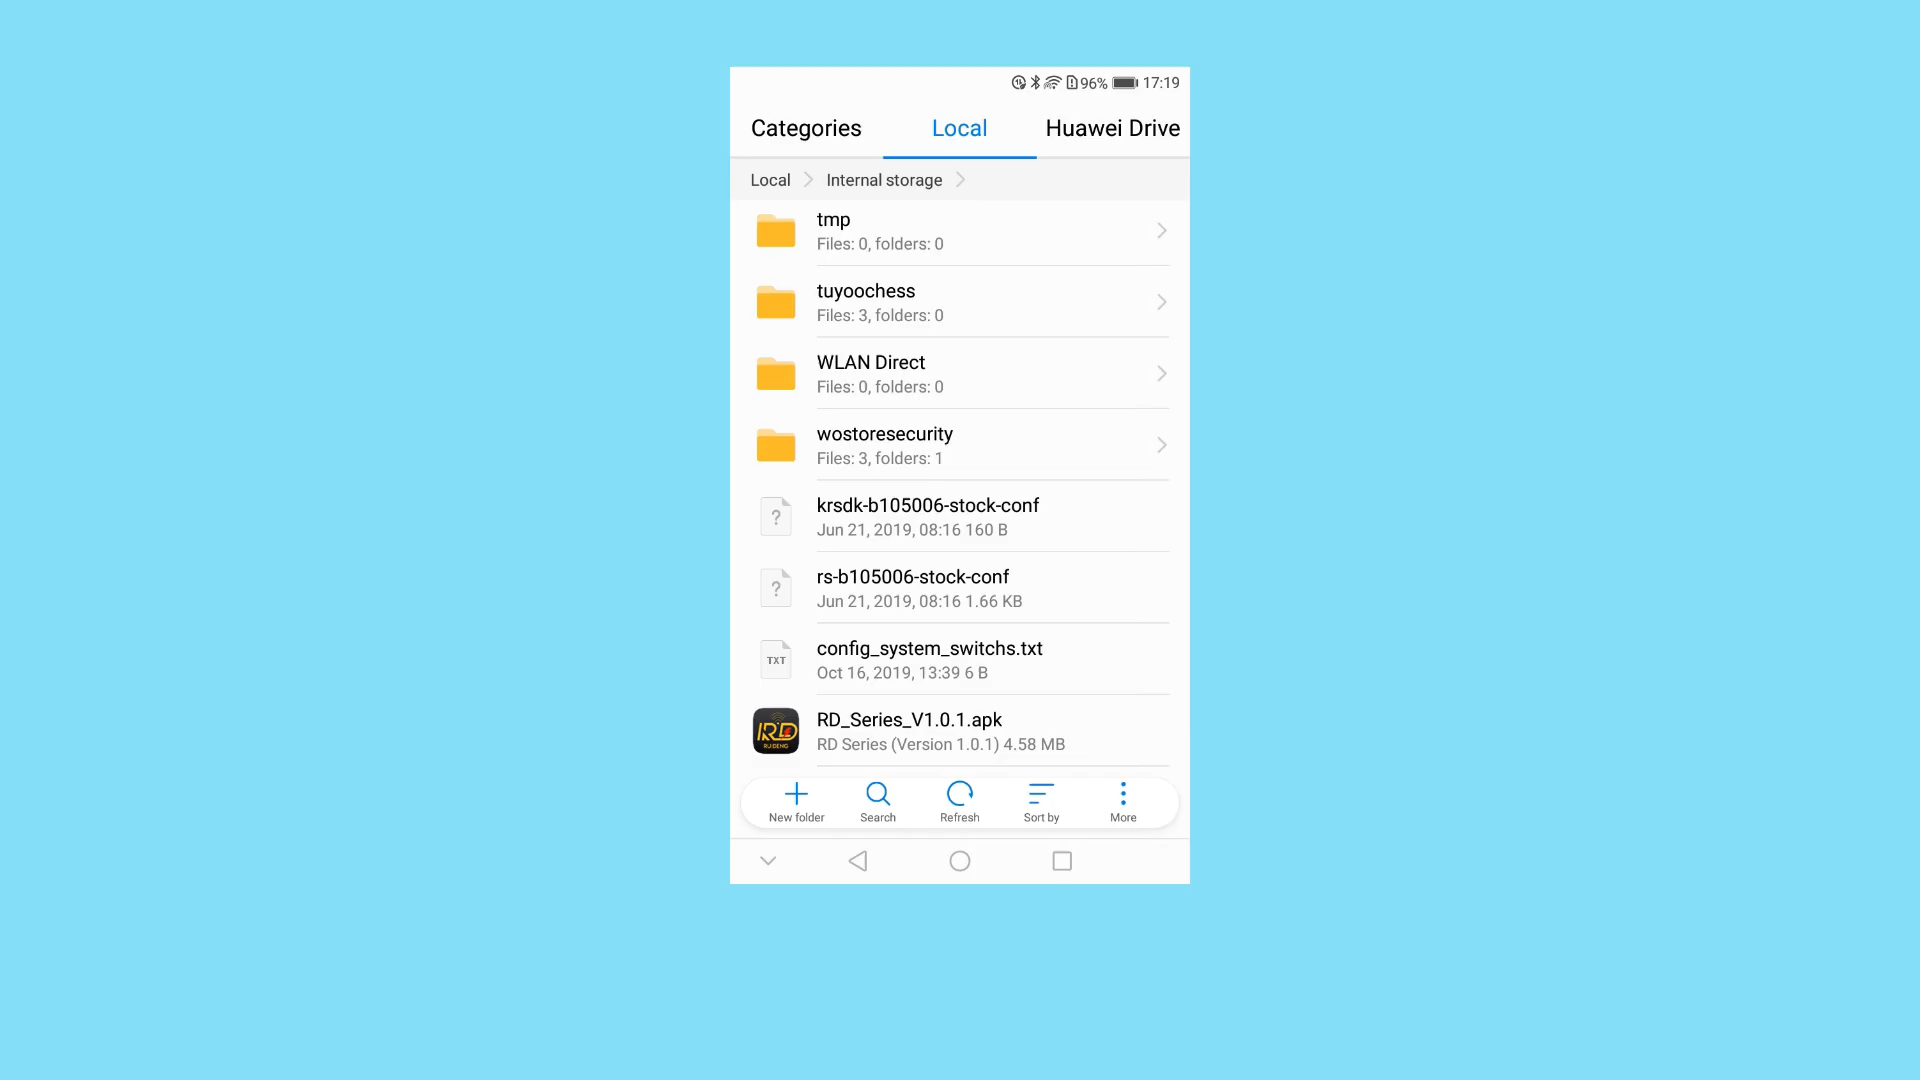 96% 17:19
Categories Local Huawei Drive
Local Internal storage
tmp
Files: 0, folders: 0
tuyoochess
Files: 3, folders: 0
WLAN Direct
Files: 0, folders: 0
wostoresecurity
Files: 3, folders: 1
? krsdk-b105006-stock-conf
Jun 21, 2019, 08:16 160 B
? rs-b105006-stock-conf
Jun 21, 2019, 08:16 1.66 KB
TXT config_system_switchs.txt
Oct 16, 2019, 13:39 6 B
RD
RUIDENG
RD_Series_V1.0.1.apk
RD Series (Version 1.0.1) 4.58 MB
New folder Search Refresh Sort by More